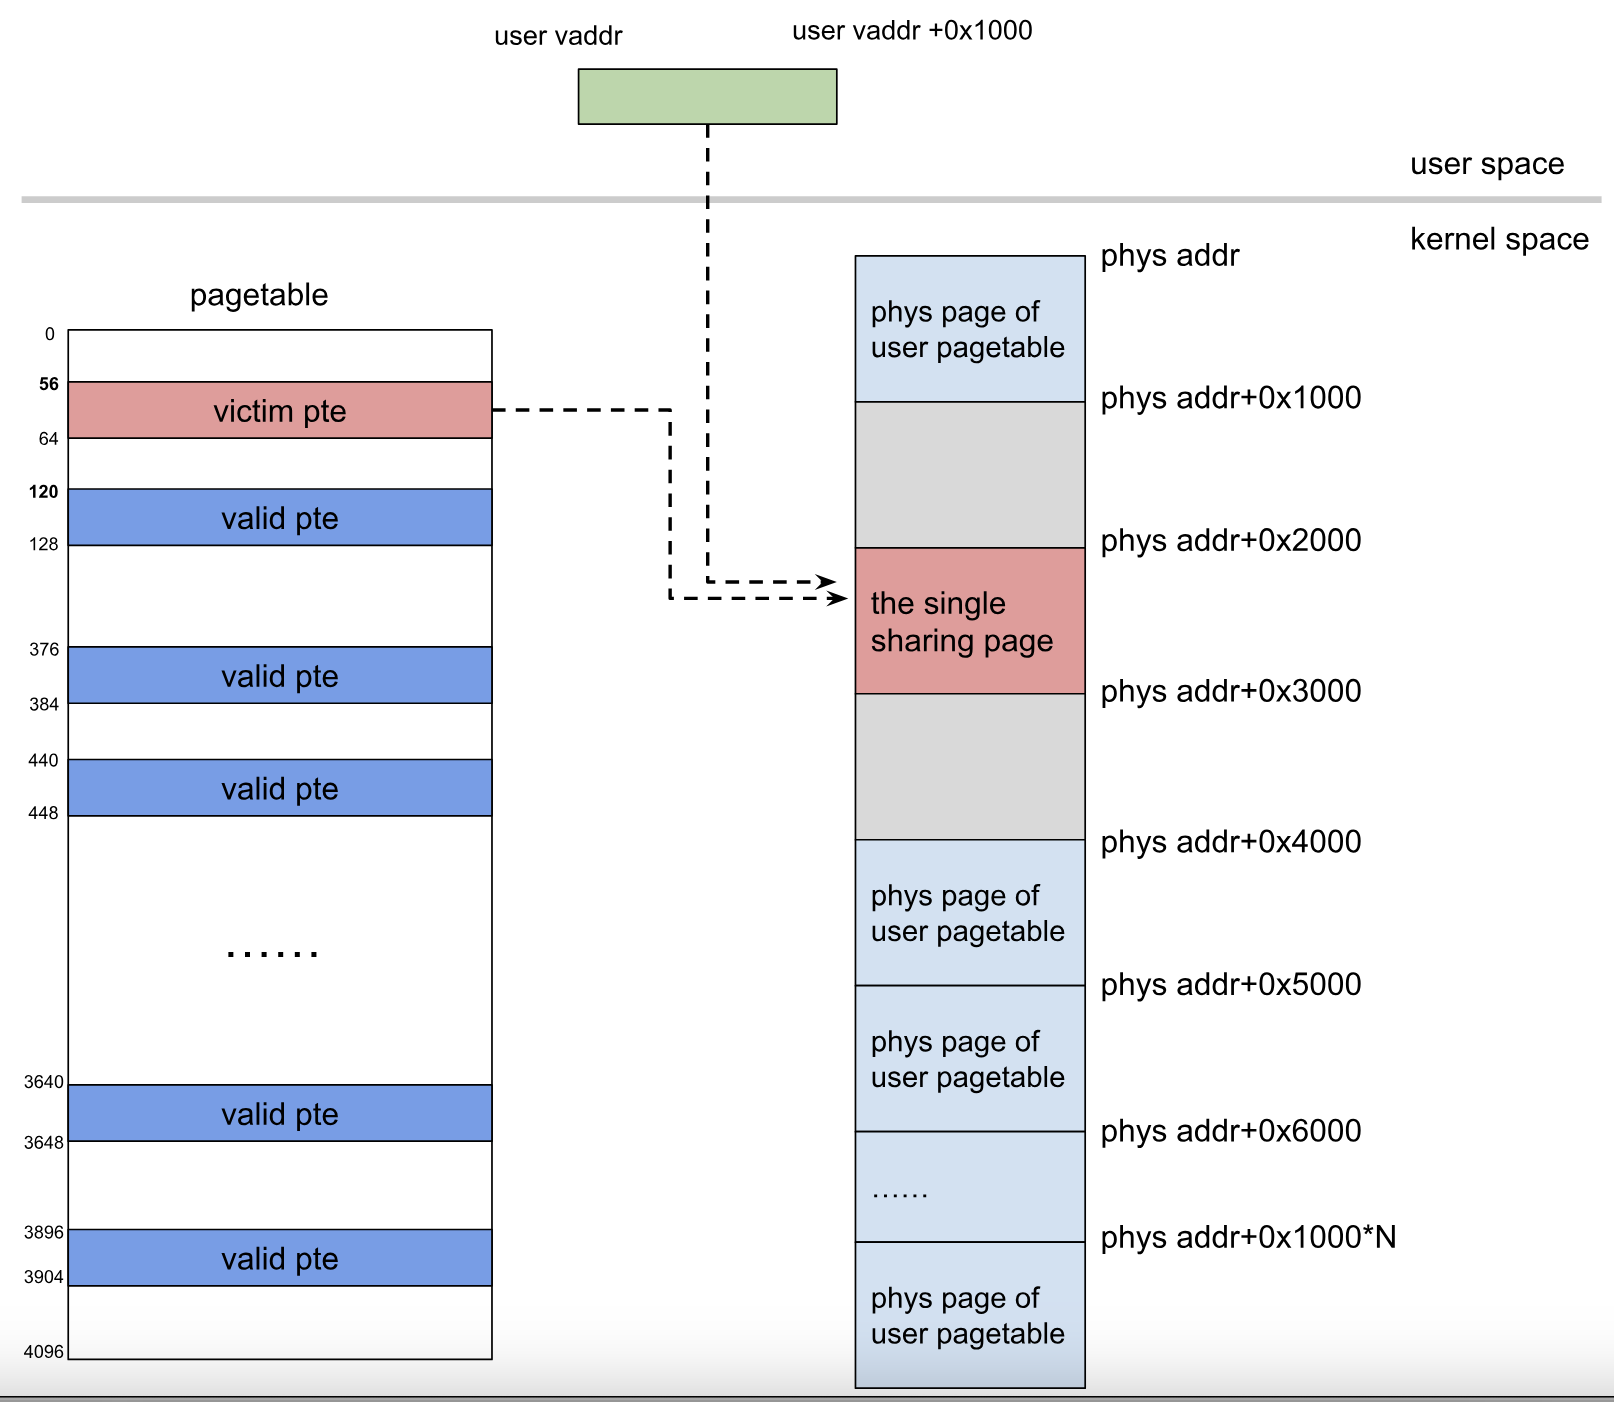 user vaddr
user vaddr +0x1000
user space
kernel space
pagetable
0
56
victim pte
64
120
valid pte
128
376
valid pte
384
440
valid pte
448
......
3640
valid pte
3648
3896
valid pte
3904
4096
phys addr
phys page of
user pagetable
phys addr+0x1000
phys addr+0x2000
the single
sharing page
phys addr+0x3000
phys addr+0x4000
phys page of
user pagetable
phys addr+0x5000
phys page of
user pagetable
phys addr+0x6000
......
phys addr+0x1000*N
phys page of
user pagetable